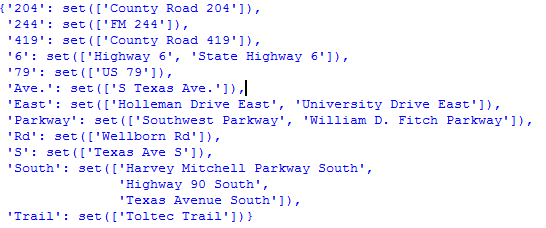 {'204': set(['County Road 204']),
'244': set(['FM 244']),
'419': set(['County Road 419']),
'6': set(['Highway 6', 'State Highway 6']),
'79': set(['US 79']),
'Ave.': set(['S Texas Ave.']),
'East': set(['Holleman Drive East', 'University Drive East']),
'Parkway': set(['Southwest Parkway', 'William D. Fitch Parkway']),
'Rd': set(['Wellborn Rd']),
'S': set(['Texas Ave S']),
'South': set(['Harvey Mitchell Parkway South',
'Highway 90 South',
'Texas Avenue South']),
'Trail': set(['Toltec Trail'])}